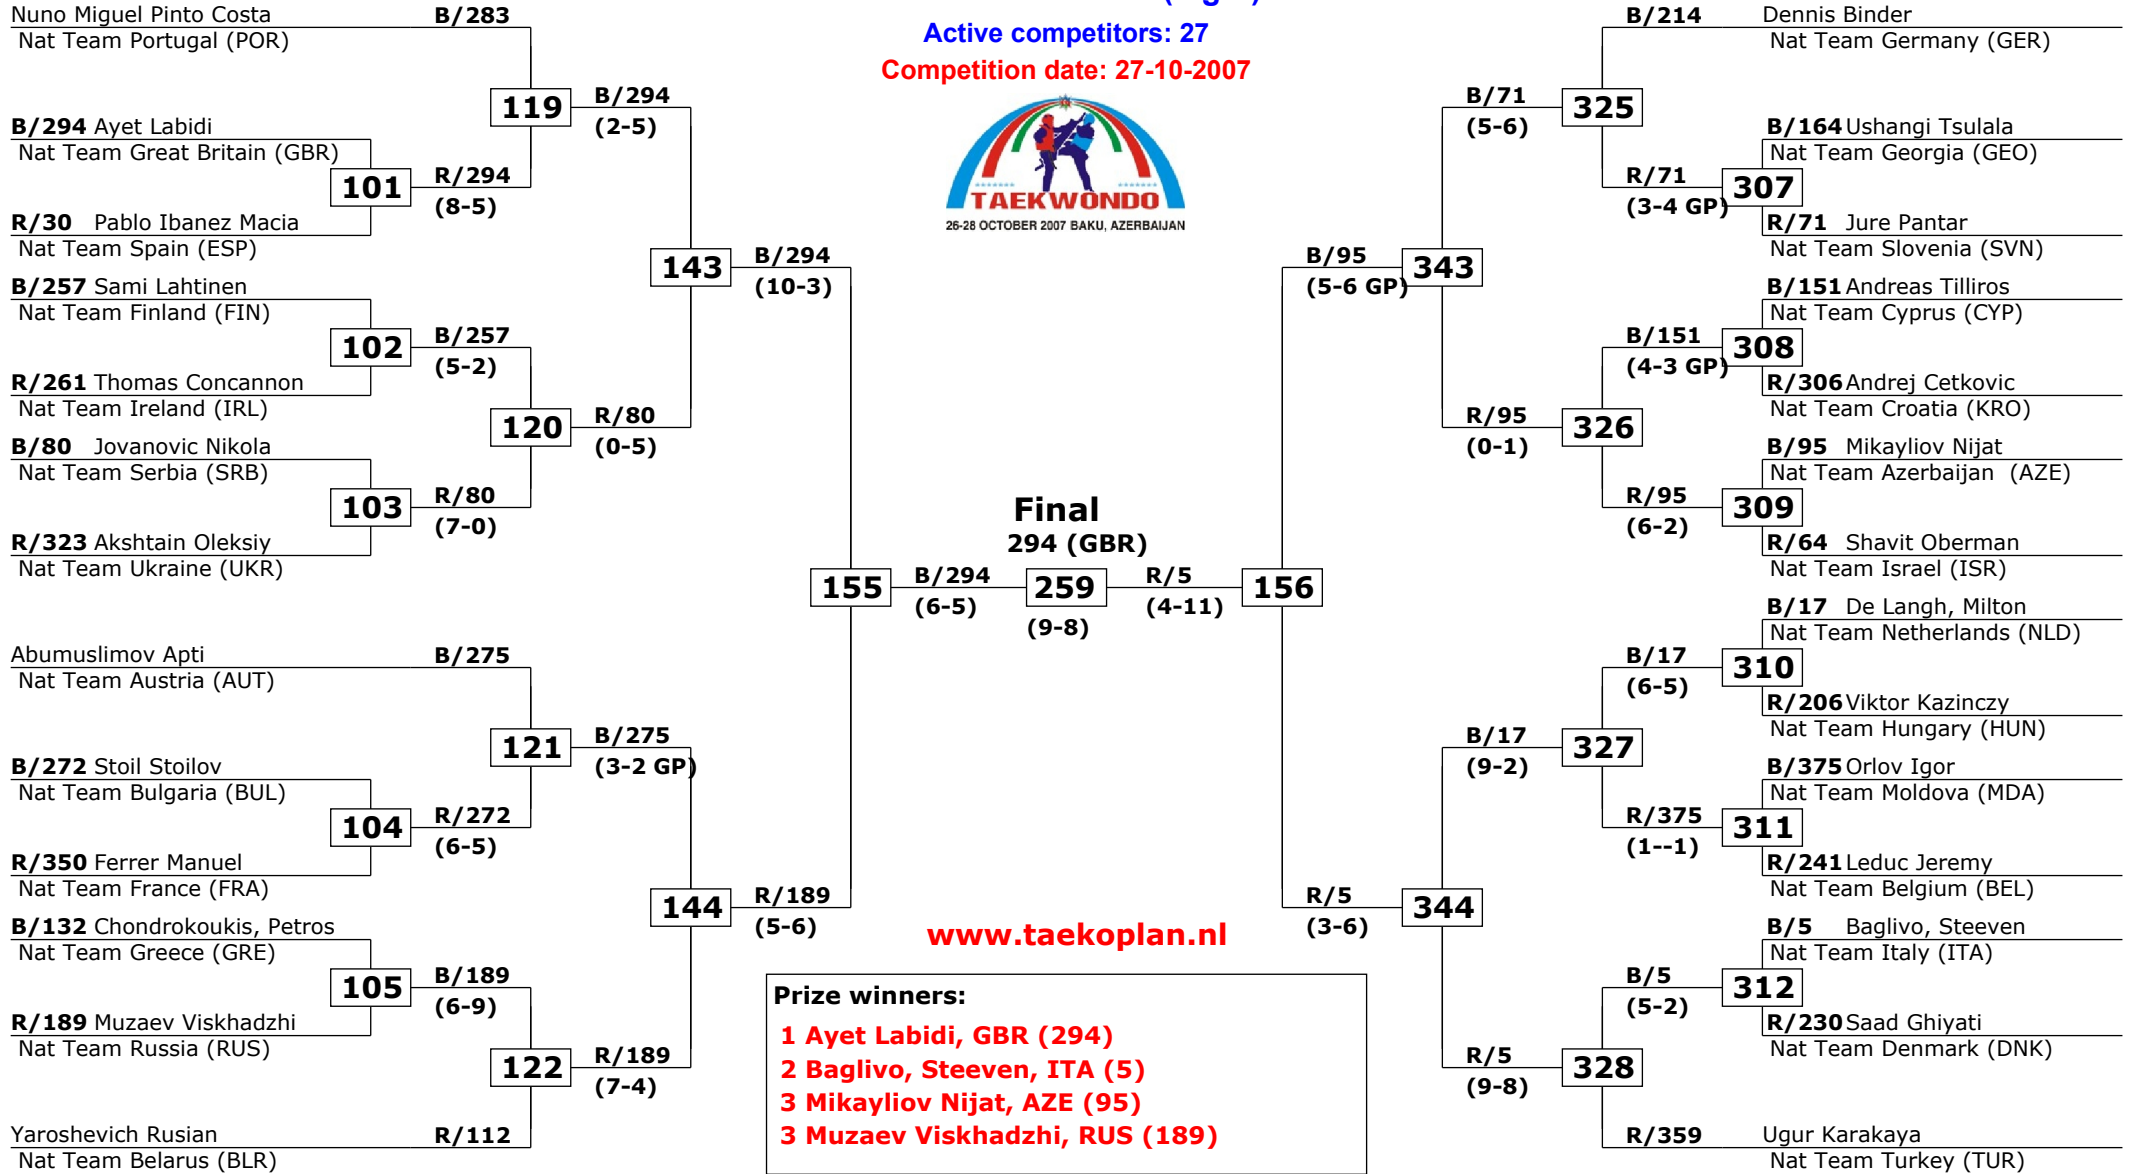 Active competitors: 27
Competition date: 27-10-2007
TAEKWONDO
26-28 OCTOBER 2007 BAKU, AZERBAIJAN
Nuno Miguel Pinto Costa B/283
Nat Team Portugal (POR)
119 B/294
(2-5)
B/294 Ayet Labidi
Nat Team Great Britain (GBR)
101 R/294
(8-5)
R/30 Pablo Ibanez Macia
Nat Team Spain (ESP)
143 B/294
(10-3)
B/257 Sami Lahtinen
Nat Team Finland (FIN)
102 B/257
(5-2)
R/261 Thomas Concannon
Nat Team Ireland (IRL)
120 R/80
(0-5)
B/80 Jovanovic Nikola
Nat Team Serbia (SRB)
103 R/80
(7-0)
R/323 Akshtain Oleksiy
Nat Team Ukraine (UKR)
155 B/294
(6-5)
Abumuslimov Apti B/275
Nat Team Austria (AUT)
121 B/275
(3-2 GP)
B/272 Stoil Stoilov
Nat Team Bulgaria (BUL)
104 R/272
(6-5)
R/350 Ferrer Manuel
Nat Team France (FRA)
144 R/189
(5-6)
B/132 Chondrokoukis, Petros
Nat Team Greece (GRE)
105 B/189
(6-9)
R/189 Muzaev Viskhadzhi
Nat Team Russia (RUS)
122 R/189
(7-4)
Yaroshevich Rusian R/112
Nat Team Belarus (BLR)
Final
294 (GBR)
259
(9-8)
B/214 Dennis Binder
Nat Team Germany (GER)
B/71 325
(5-6)
B/164 Ushangi Tsulala
Nat Team Georgia (GEO)
R/71 307
(3-4 GP)
R/71 Jure Pantar
Nat Team Slovenia (SVN)
B/95 343
(5-6 GP)
B/151 Andreas Tilliros
Nat Team Cyprus (CYP)
B/151 308
(4-3 GP)
R/306 Andrej Cetkovic
Nat Team Croatia (KRO)
R/95 326
(0-1)
B/95 Mikayliov Nijat
Nat Team Azerbaijan (AZE)
R/95 309
(6-2)
R/64 Shavit Oberman
Nat Team Israel (ISR)
R/5 156
(4-11)
B/17 De Langh, Milton
Nat Team Netherlands (NLD)
B/17 310
(6-5)
R/206 Viktor Kazinczy
Nat Team Hungary (HUN)
B/17 327
(9-2)
B/375 Orlov Igor
Nat Team Moldova (MDA)
R/375 311
(1--1)
R/241 Leduc Jeremy
Nat Team Belgium (BEL)
R/5 344
(3-6)
B/5 Baglivo, Steeven
Nat Team Italy (ITA)
B/5 312
(5-2)
R/230 Saad Ghiyati
Nat Team Denmark (DNK)
R/5 328
(9-8)
R/359 Ugur Karakaya
Nat Team Turkey (TUR)
www.taekoplan.nl
Prize winners:
1 Ayet Labidi, GBR (294)
2 Baglivo, Steeven, ITA (5)
3 Mikayliov Nijat, AZE (95)
3 Muzaev Viskhadzhi, RUS (189)